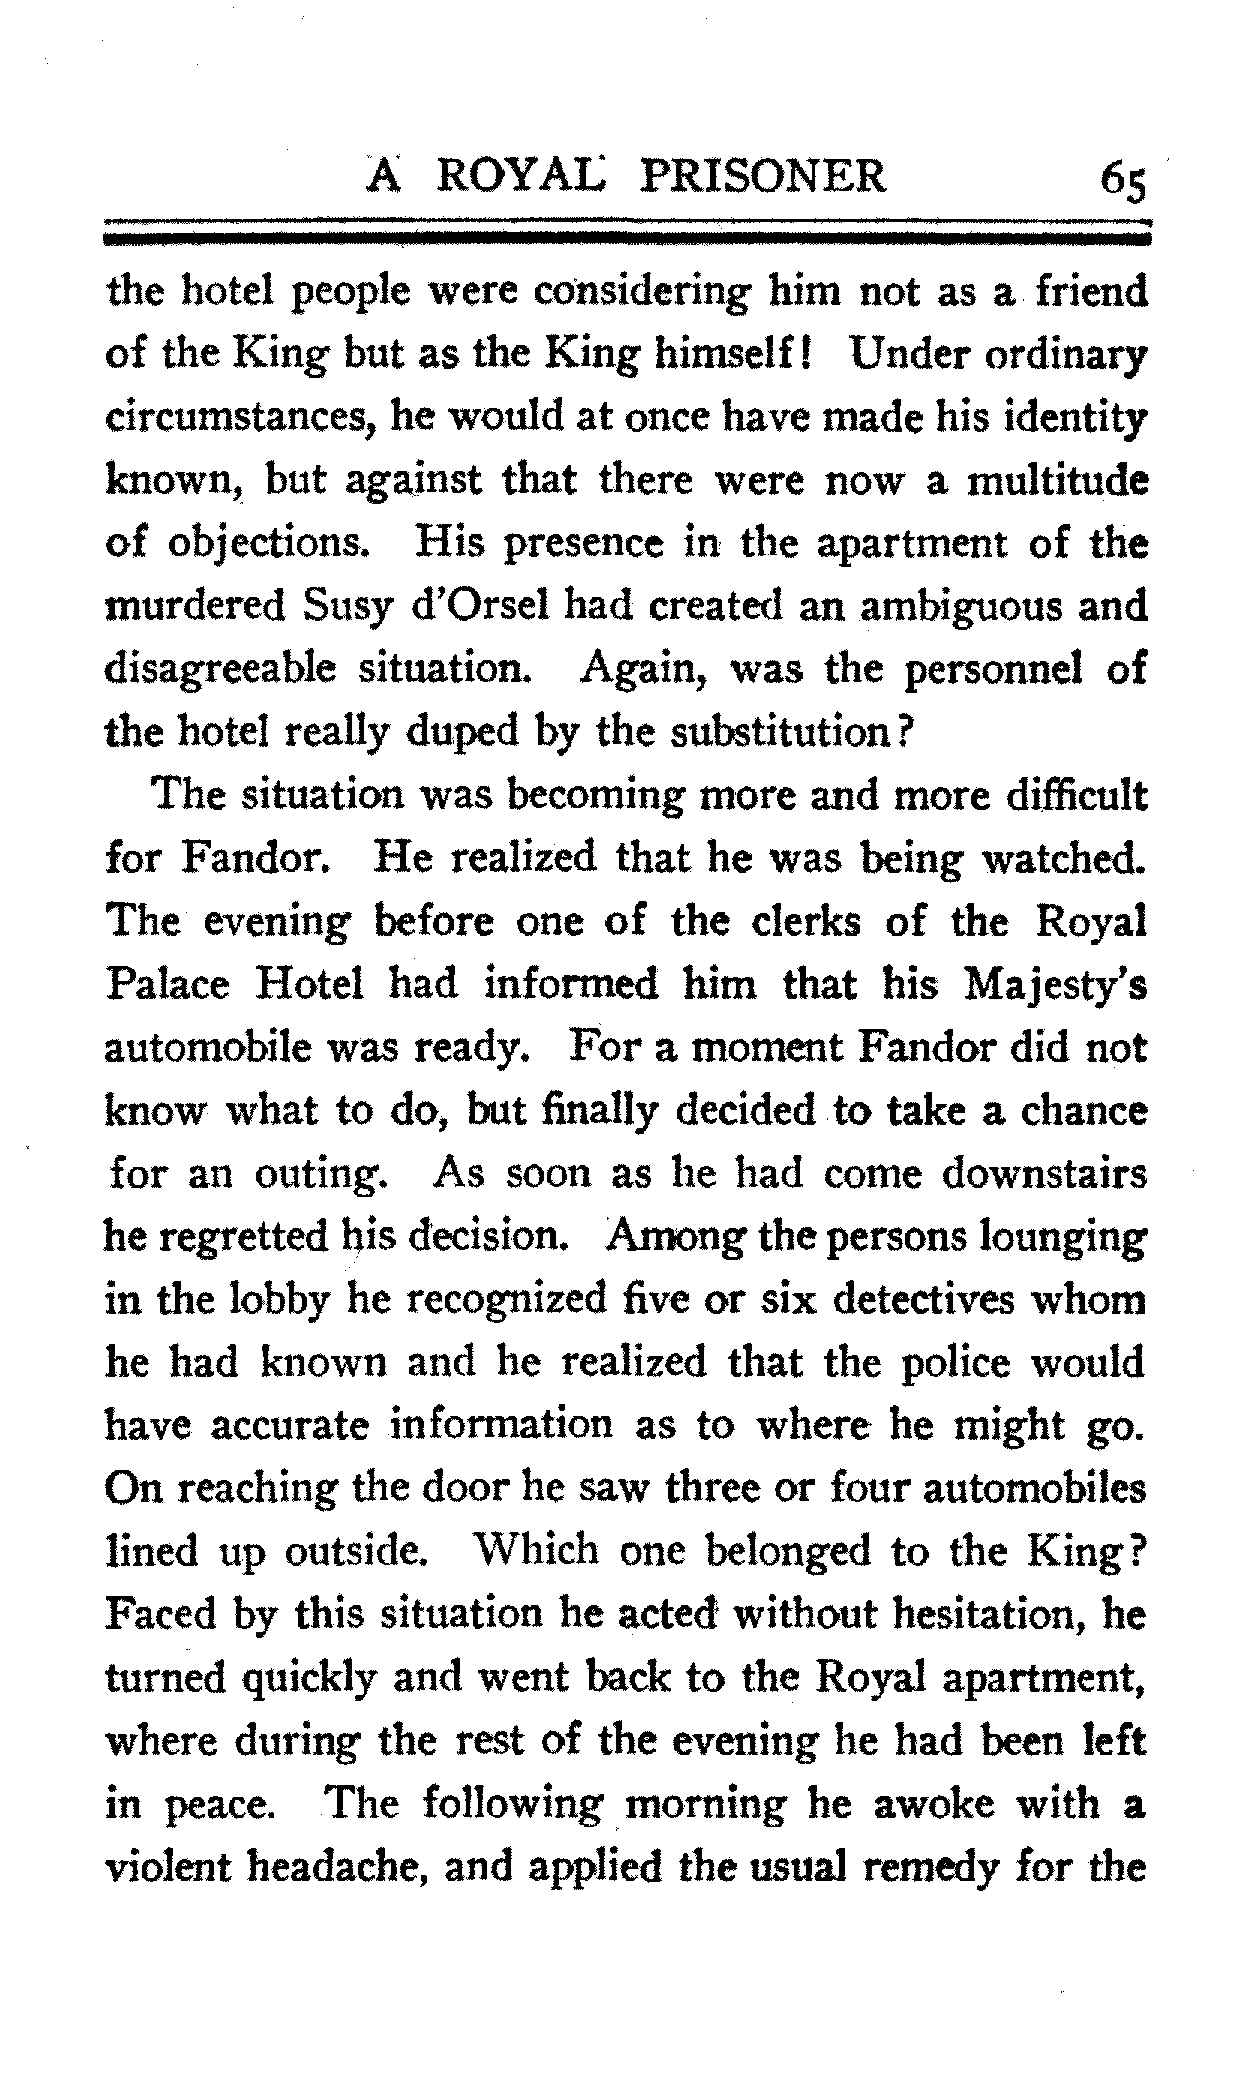 A ROYAL PRISONER 65
the hotel people were considering him not as a friend
of the King but as the King himself! Under ordinary
circumstances, he would at once have made his identity
known, but against that there were now a multitude
of objections. His presence in the apartment of the
murdered Susy d'Orsel had created an ambiguous and
disagreeable situation. Again, was the personnel of
the hotel really duped by the substitution?
The situation was becoming more and more difficult
for Fandor. He realized that he was being watched.
The evening before one of the clerks of the Royal
Palace Hotel had informed him that his Majesty's
automobile was ready. For a moment Fandor did not
know what to do, but finally decided to take a chance
for an outing. As soon as he had come downstairs
he regretted his decision. Among the persons lounging
in the lobby he recognized five or six detectives whom
he had known and he realized that the police would
have accurate information as to where he might go.
On reaching the door he saw three or four automobiles
lined up outside. Which one belonged to the King?
Faced by this situation he acted without hesitation, he
turned quickly and went back to the Royal apartment,
where during the rest of the evening he had been left
in peace. The following morning he awoke with a
violent headache, and applied the usual remedy for the